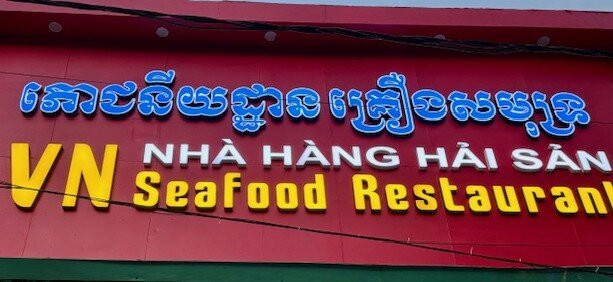 ភោជនីយដ្ឋាន គ្រឿងសមុទ្រ
VN NHÀ HÀNG HẢI SẢN
Seafood Restaurant